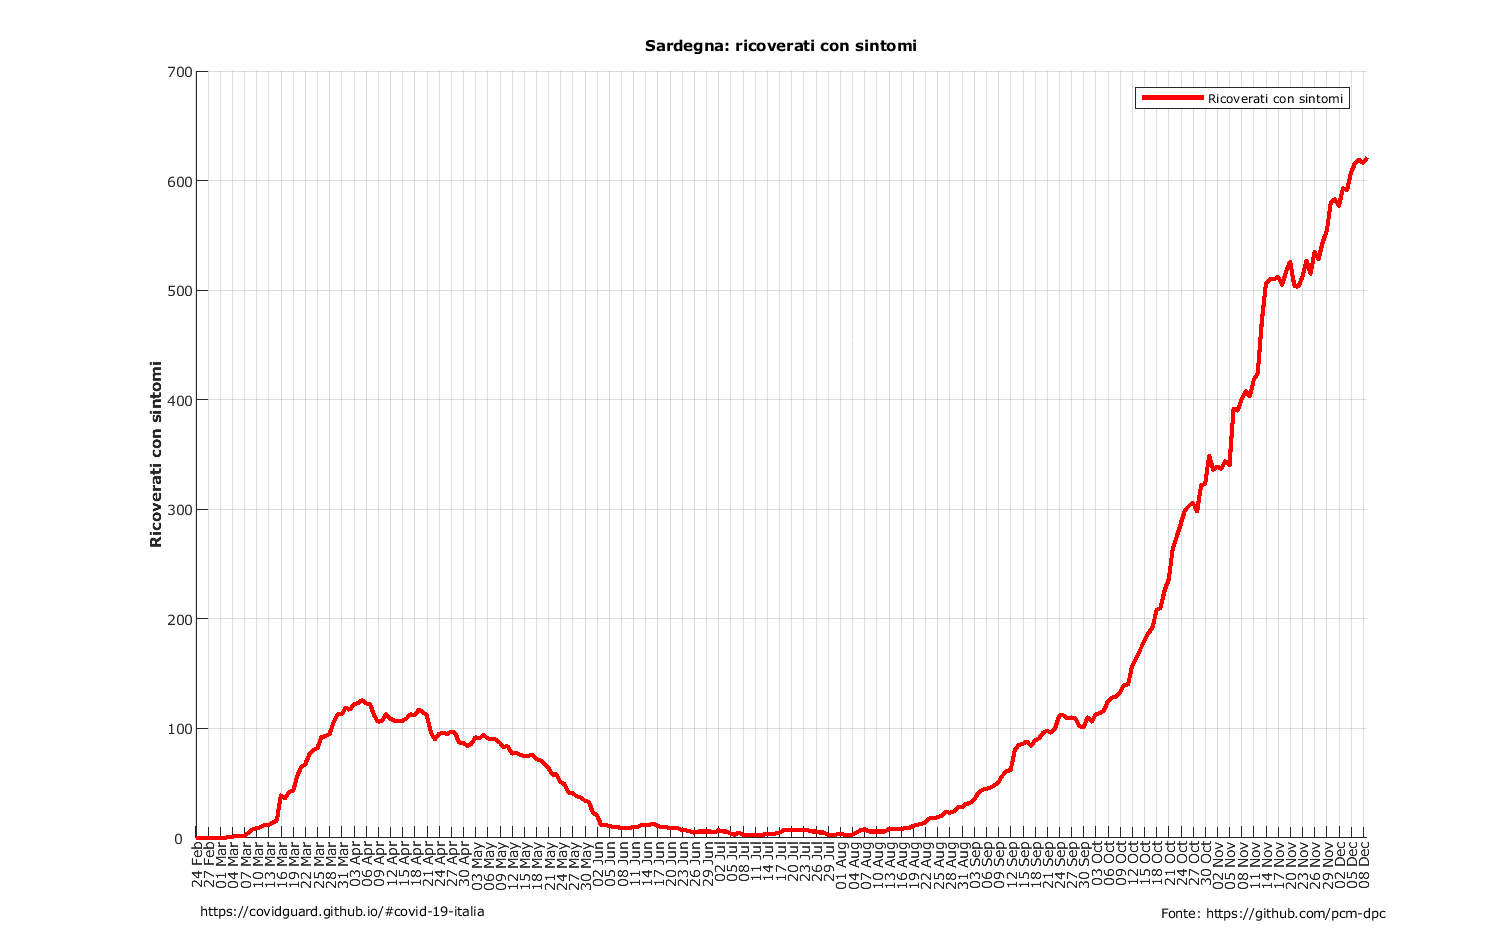 Sardegna: ricoverati con sintomi
Ricoverati con sintomi
Ricoverati con sintomi
700
600
500
400
300
200
100
0
24 Feb
27 Feb
01 Mar
04 Mar
07 Mar
10 Mar
13 Mar
16 Mar
19 Mar
22 Mar
25 Mar
28 Mar
31 Mar
03 Apr
06 Apr
09 Apr
12 Apr
15 Apr
18 Apr
21 Apr
24 Apr
27 Apr
30 Apr
03 May
06 May
09 May
12 May
15 May
18 May
21 May
24 May
27 May
30 May
02 Jun
05 Jun
08 Jun
11 Jun
14 Jun
17 Jun
20 Jun
23 Jun
26 Jun
29 Jun
02 Jul
05 Jul
08 Jul
11 Jul
14 Jul
17 Jul
20 Jul
23 Jul
26 Jul
29 Jul
01 Aug
04 Aug
07 Aug
10 Aug
13 Aug
16 Aug
19 Aug
22 Aug
25 Aug
28 Aug
31 Aug
03 Sep
06 Sep
09 Sep
12 Sep
15 Sep
18 Sep
21 Sep
24 Sep
27 Sep
30 Sep
03 Oct
06 Oct
09 Oct
12 Oct
15 Oct
18 Oct
21 Oct
24 Oct
27 Oct
30 Oct
02 Nov
05 Nov
08 Nov
11 Nov
14 Nov
17 Nov
20 Nov
23 Nov
26 Nov
29 Nov
02 Dec
05 Dec
08 Dec
https://covidguard.github.io/#covid-19-italia
Fonte: https://github.com/pcm-dpc